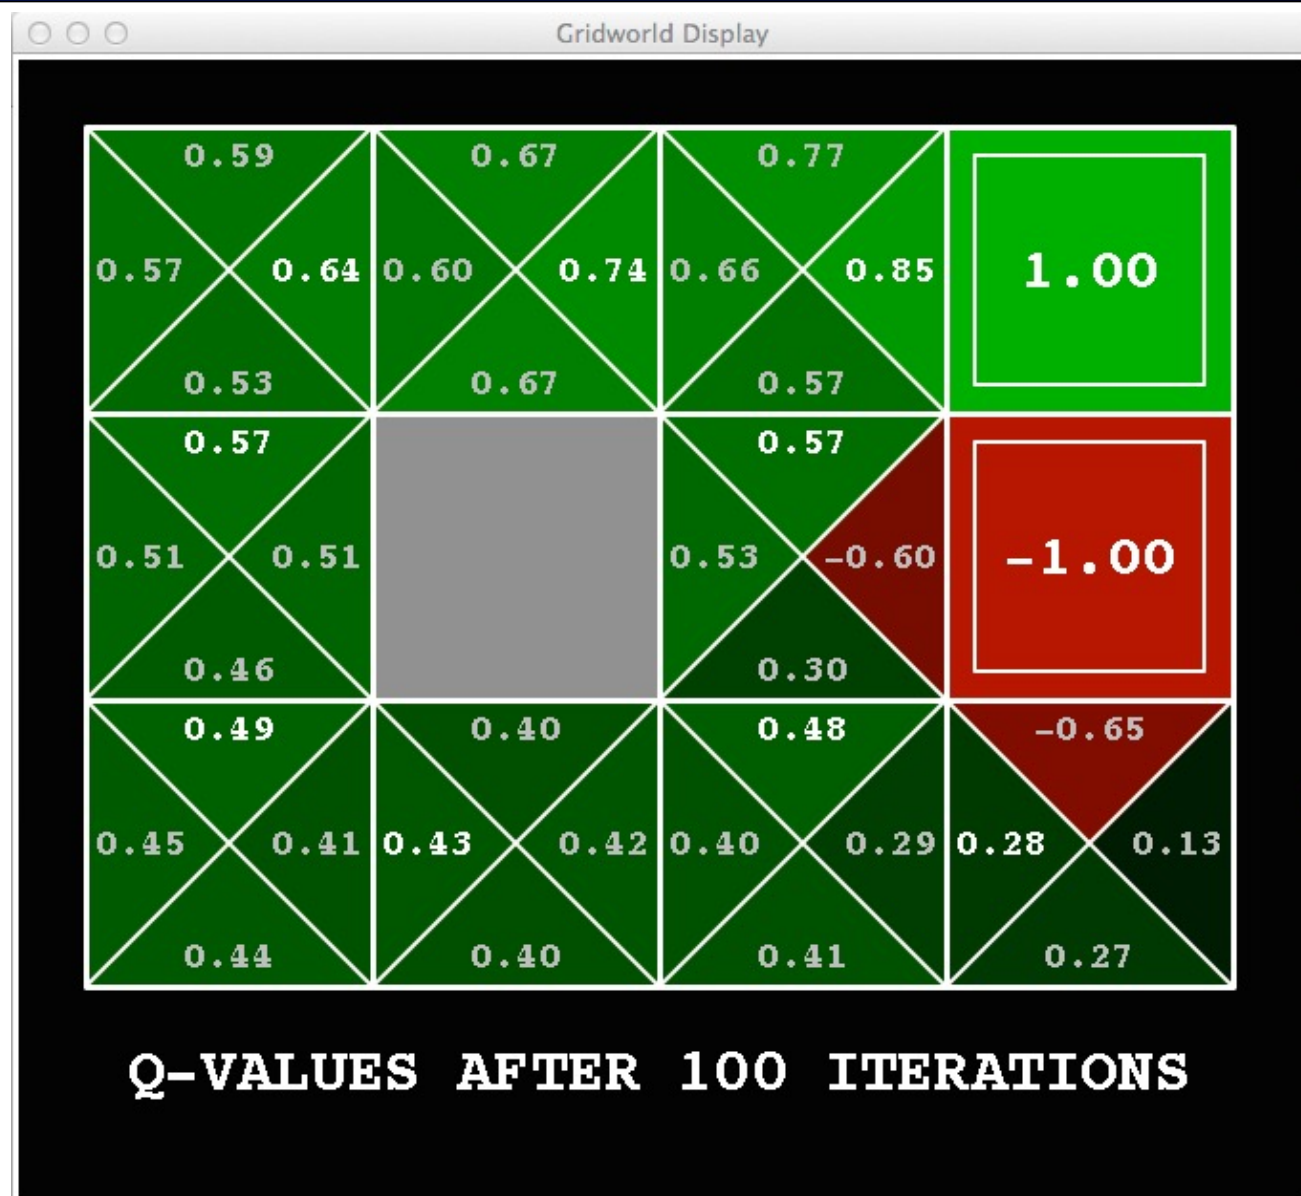 Gridworld Display
0.59 0.67 0.77
0.57 0.64 0.60 0.74 0.66 0.85 1.00
0.53 0.67 0.57
0.57 0.57
0.51 0.51 0.53 -0.60 -1.00
0.46 0.30
0.49 0.40 0.48 -0.65
0.45 0.41 0.43 0.42 0.40 0.29 0.28 0.13
0.44 0.40 0.41 0.27
Q-VALUES AFTER 100 ITERATIONS